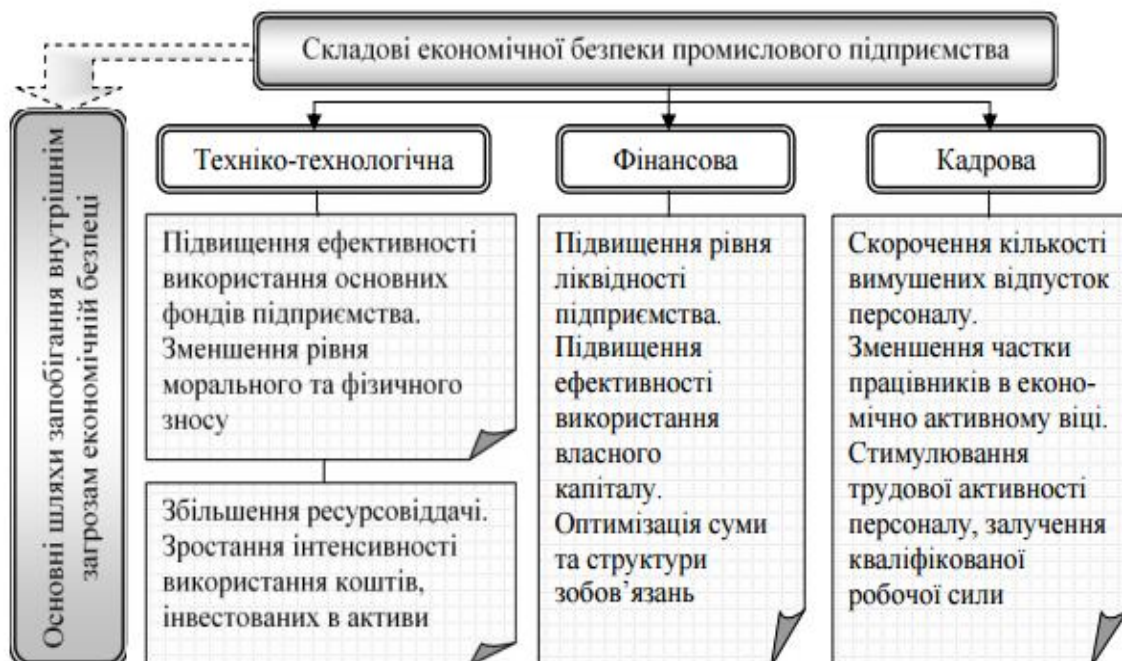 Складові економічної безпеки промислового підприємства
Основні шляхи запобігання внутрішнім
загрозам економічній безпеці
Техніко-технологічна
Підвищення ефективності
використання основних
фондів підприємства.
Зменшення рівня
морального та фізичного
зносу
Збільшення ресурсовіддачі.
Зростання інтенсивності
використання коштів,
інвестованих в активи
Фінансова
Підвищення рівня
ліквідності
підприємства.
Підвищення
ефективності
використання
власного
капіталу.
Оптимізація суми
та структури
зобов’язань
Кадрова
Скорочення кількості
вимушених відпусток
персоналу.
Зменшення частки
працівників в еконо-
мічно активному віці.
Стимулювання
трудової активності
персоналу, залучення
кваліфікованої
робочої сили